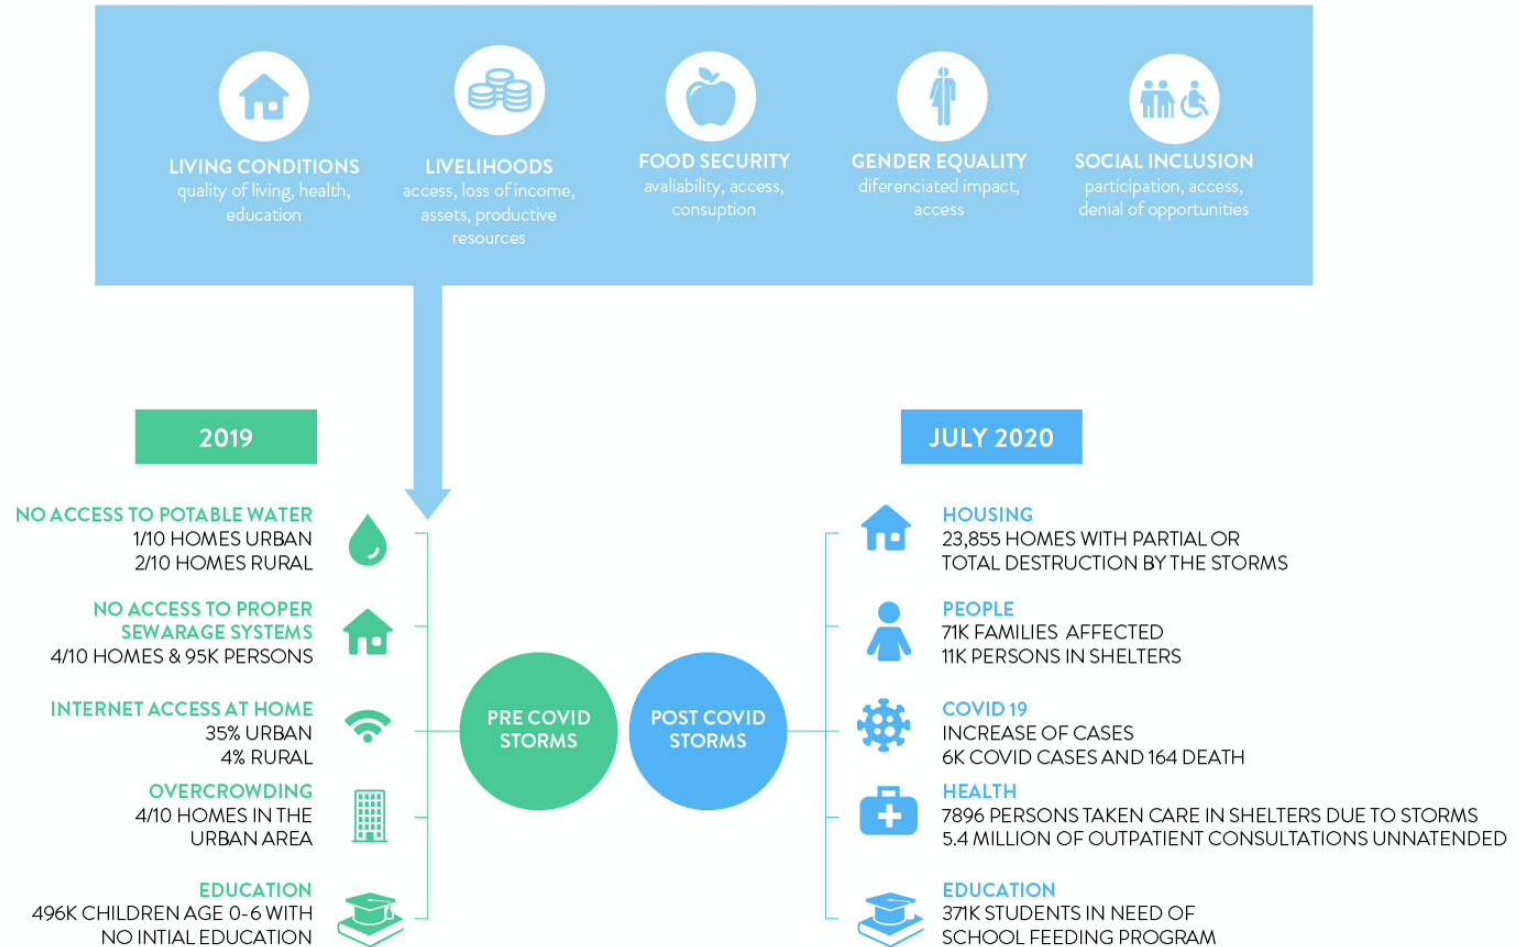 LIVING CONDITIONS
quality of living, health,
education
LIVELIHOODS
access, loss of income,
assets, productive
resources
FOOD SECURITY
avaliability, access,
consuption
GENDER EQUALITY
diferenciated impact,
access
SOCIAL INCLUSION
participation, access,
denial of opportunities
2019
NO ACCESS TO POTABLE WATER
1/10 HOMES URBAN
2/10 HOMES RURAL
NO ACCESS TO PROPER
SEWARAGE SYSTEMS
4/10 HOMES & 95K PERSONS
INTERNET ACCESS AT HOME
35% URBAN
4% RURAL
OVERCROWDING
4/10 HOMES IN THE
URBAN AREA
EDUCATION
496K CHILDREN AGE 0-6 WITH
NO INTIAL EDUCATION
PRE COVID
STORMS
POST COVID
STORMS
JULY 2020
HOUSING
23,855 HOMES WITH PARTIAL OR
TOTAL DESTRUCTION BY THE STORMS
PEOPLE
71K FAMILIES AFFECTED
11K PERSONS IN SHELTERS
COVID 19
INCREASE OF CASES
6K COVID CASES AND 164 DEATH
HEALTH
7896 PERSONS TAKEN CARE IN SHELTERS DUE TO STORMS
5.4 MILLION OF OUTPATIENT CONSULTATIONS UNNATENDED
EDUCATION
371K STUDENTS IN NEED OF
SCHOOL FEEDING PROGRAM